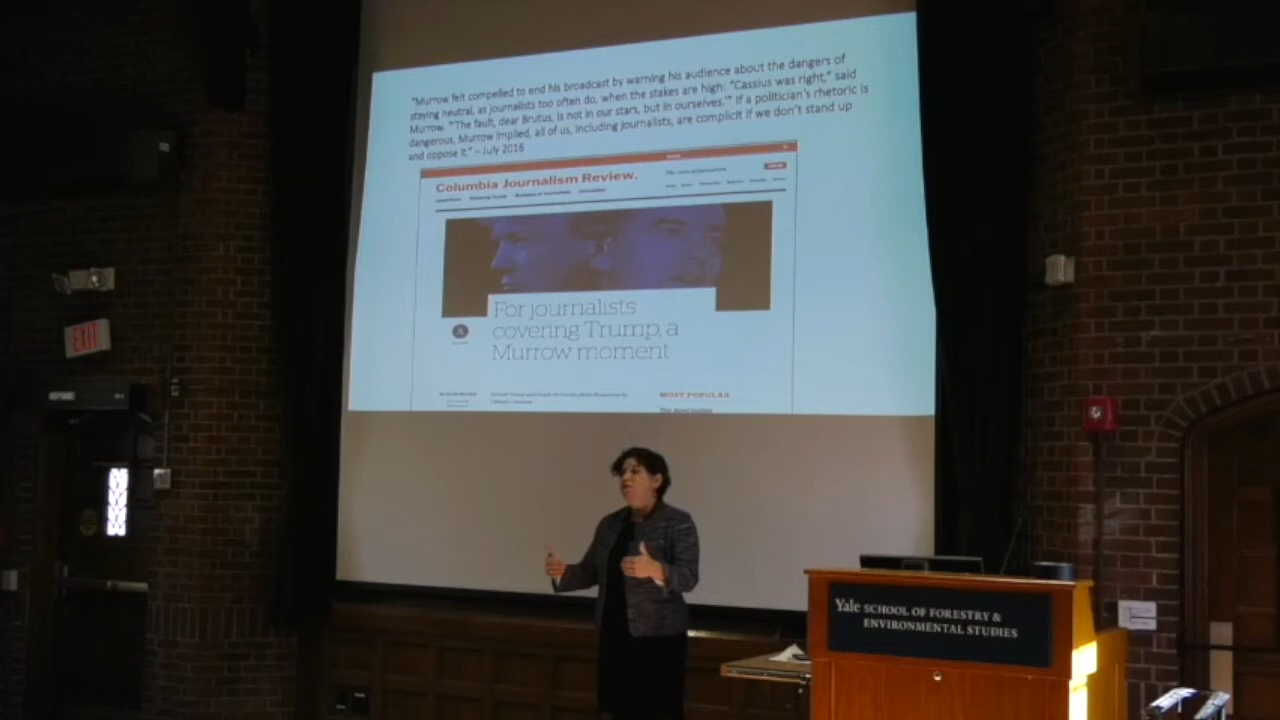 "Murrow felt compelled to end his broadcast by warning his audience about the dangers of
staying neutral, as journalists too often do, when the stakes are high: "Cassius was right," said
Murrow. "'The fault, dear Brutus, is not in our stars, but in ourselves.'" If a politician's rhetoric is
dangerous, Murrow implied, all of us, including journalists, are complicit if we don't stand up
and oppose it." – July 2016
Columbia Journalism Review.
For journalists
covering Trump, a
Murrow moment
MOST POPULAR
EXIT
Yale SCHOOL OF FORESTRY &
ENVIRONMENTAL STUDIES